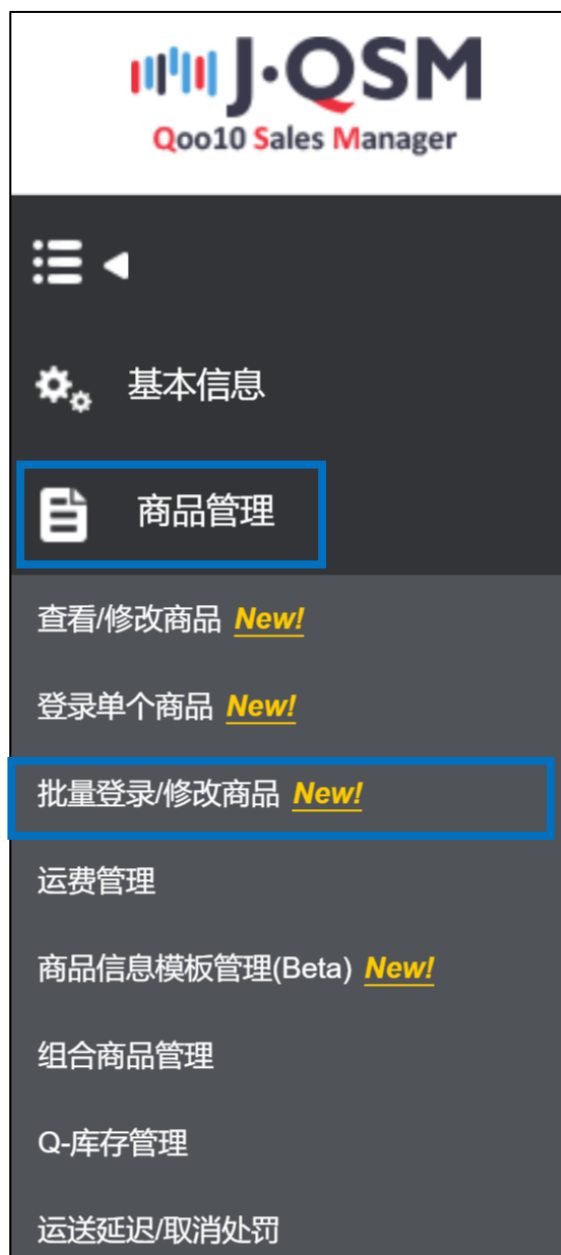 J·QSM
Qoo10 Sales Manager
基本信息
商品管理
查看/修改商品 New!
登录单个商品 New!
批量登录/修改商品 New!
运费管理
商品信息模板管理(Beta) New!
组合商品管理
Q-库存管理
运送延迟/取消处罚